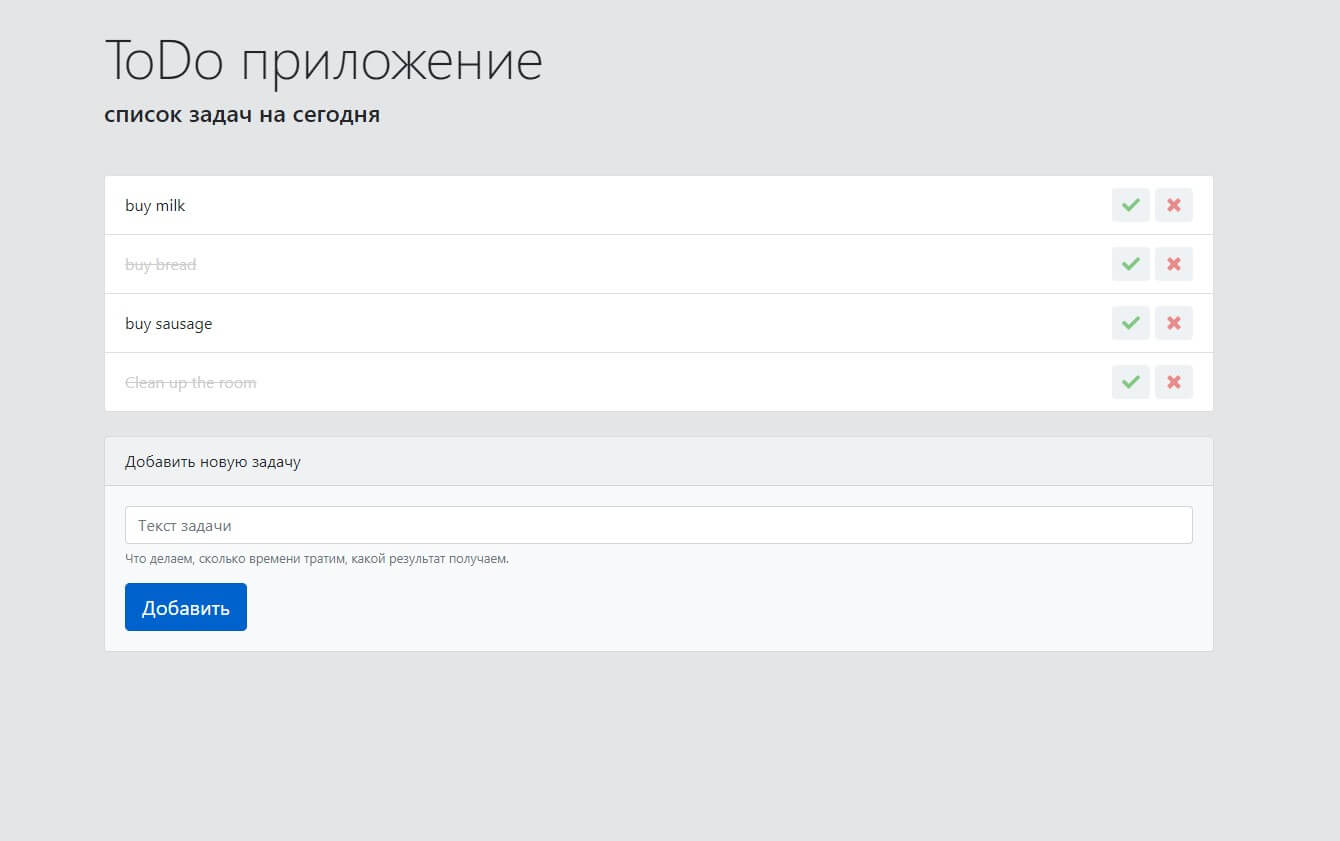 ToDo приложение
список задач на сегодня
buy milk
buy bread
buy sausage
Clean up the room
Добавить новую задачу
Текст задачи
Что делаем, сколько времени тратим, какой результат получаем.
Добавить